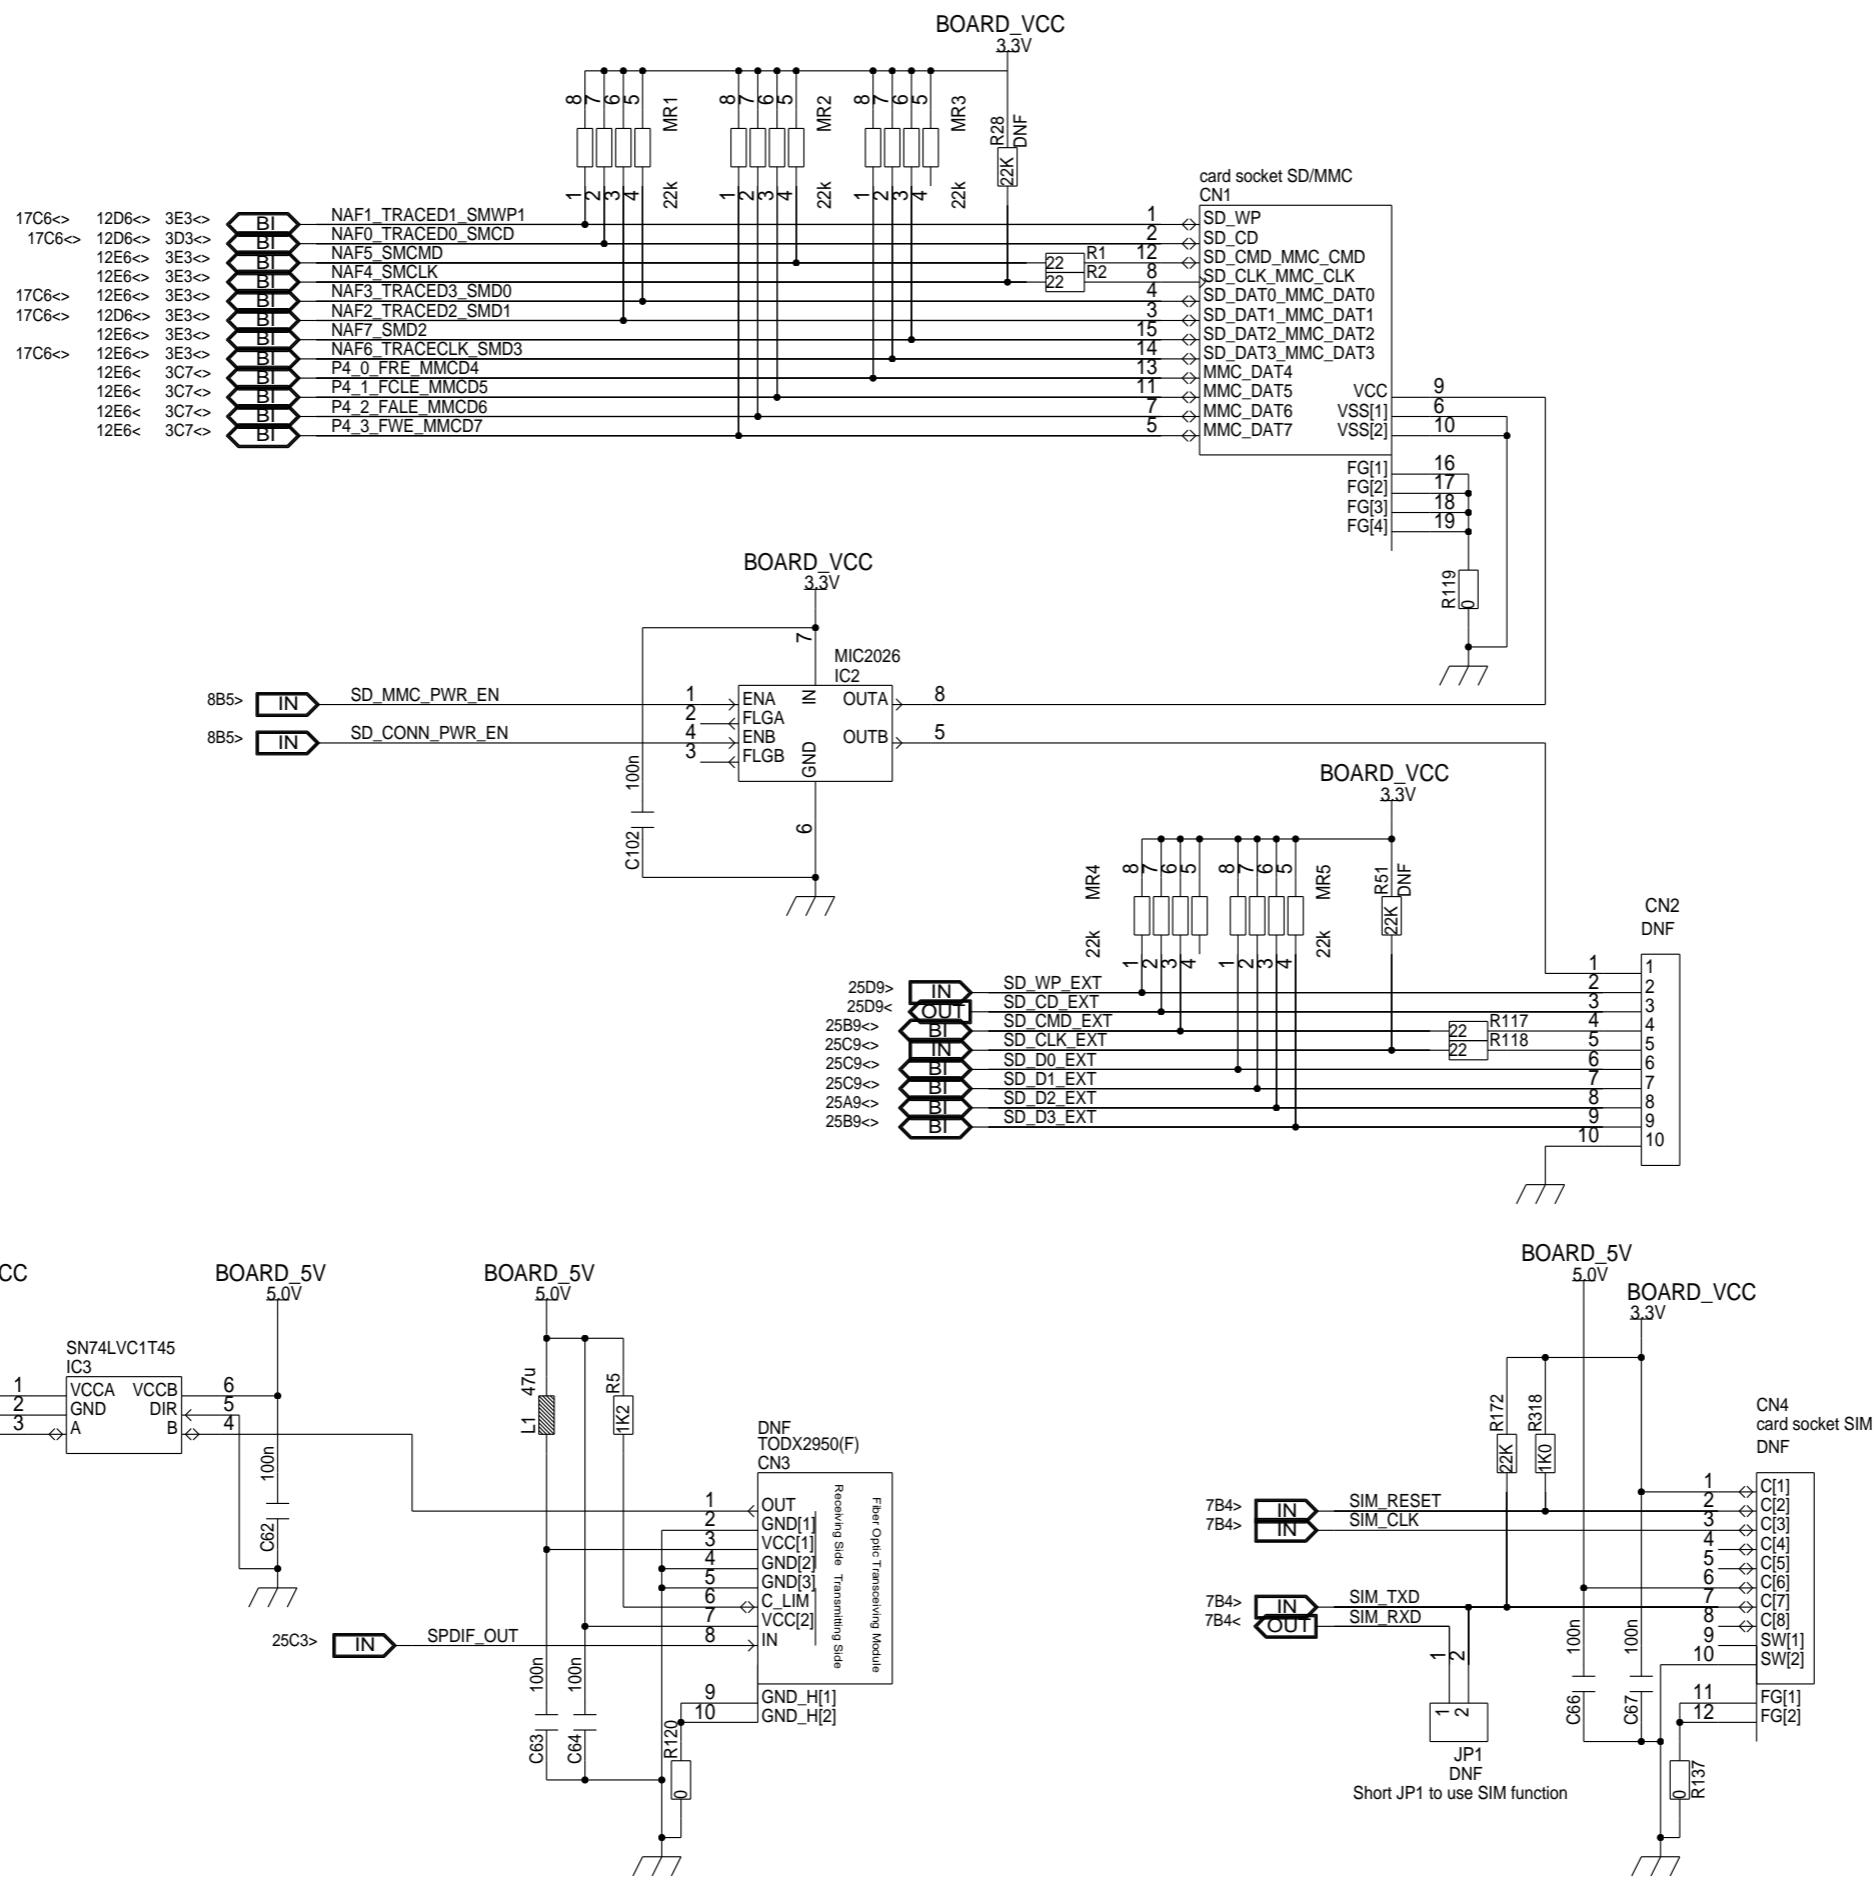 BOARD_VCC
3.3V
8 7 6 5 MR1
8 7 6 5 MR2
8 7 6 5 MR3
R28 DNF
22K
1 2 3 4 22k
1 2 3 4 22k
1 2 3 4 22k
card socket SD/MMC
CN1
17C6<> 12D6<> 3E3<> BI NAF1_TRACED1_SMWP1 1 SD_WP
17C6<> 12D6<> 3D3<> BI NAF0_TRACED0_SMCD 2 SD_CD
12E6<> 3E3<> BI NAF5_SMCMD 22 R1 12 SD_CMD_MMC_CMD
12E6<> 3E3<> BI NAF4_SMCLK 22 R2 8 SD_CLK_MMC_CLK
17C6<> 12E6<> 3E3<> BI NAF3_TRACED3_SMD0 4 SD_DAT0_MMC_DAT0
17C6<> 12D6<> 3E3<> BI NAF2_TRACED2_SMD1 3 SD_DAT1_MMC_DAT1
12E6<> 3E3<> BI NAF7_SMD2 15 SD_DAT2_MMC_DAT2
17C6<> 12E6<> 3E3<> BI NAF6_TRACECLK_SMD3 14 SD_DAT3_MMC_DAT3
12E6< 3C7<> BI P4_0_FRE_MMCD4 13 MMC_DAT4
12E6< 3C7<> BI P4_1_FCLE_MMCD5 11 MMC_DAT5 VCC 9
12E6< 3C7<> BI P4_2_FALE_MMCD6 7 MMC_DAT6 VSS[1] 6
12E6< 3C7<> BI P4_3_FWE_MMCD7 5 MMC_DAT7 VSS[2] 10
FG[1] 16
FG[2] 17
FG[3] 18
FG[4] 19
R119 0
BOARD_VCC
3.3V
7
MIC2026
IC2
8B5> IN SD_MMC_PWR_EN 1 ENA IN OUTA 8
2 FLGA
8B5> IN SD_CONN_PWR_EN 4 ENB GND OUTB 5
3 FLGB
100n
C102
6
BOARD_VCC
3.3V
MR4 8 7 6 5
8 7 6 5 MR5
R51 DNF
22K
22k 1 2 3 4
1 2 3 4 22k
CN2
DNF
1 1
25D9> IN SD_WP_EXT 2 2
25D9< OUT SD_CD_EXT 3 3
25B9<> BI SD_CMD_EXT 22 R117 4 4
25C9<> IN SD_CLK_EXT 22 R118 5 5
25C9<> BI SD_D0_EXT 6 6
25C9<> BI SD_D1_EXT 7 7
25A9<> BI SD_D2_EXT 8 8
25B9<> BI SD_D3_EXT 9 9
10 10
CC
BOARD_5V
5.0V
SN74LVC1T45
IC3
1 VCCA VCCB 6
2 GND DIR 5
3 A B 4
100n
C62
BOARD_5V
5.0V
L1 47u
R5
1K2
DNF
TODX2950(F)
CN3
1 OUT
2 GND[1]
3 VCC[1]
4 GND[2]
5 GND[3]
6 C_LIM
7 VCC[2]
25C3> IN SPDIF_OUT 8 IN
Receiving Side Transmitting Side
Fiber Optic Transceiving Module
9 GND_H[1]
10 GND_H[2]
100n
C63
100n
C64
R120
0
BOARD_5V
5.0V
BOARD_VCC
3.3V
R172
22K
R318
1K0
CN4
card socket SIM
DNF
1 C[1]
7B4> IN SIM_RESET 2 C[2]
7B4> IN SIM_CLK 3 C[3]
4 C[4]
5 C[5]
6 C[6]
7B4> IN SIM_TXD 7 C[7]
7B4< OUT SIM_RXD 8 C[8]
9 SW[1]
10 SW[2]
11 FG[1]
12 FG[2]
1 2
1 2
JP1
DNF
Short JP1 to use SIM function
100n
C66
100n
C67
R137
0